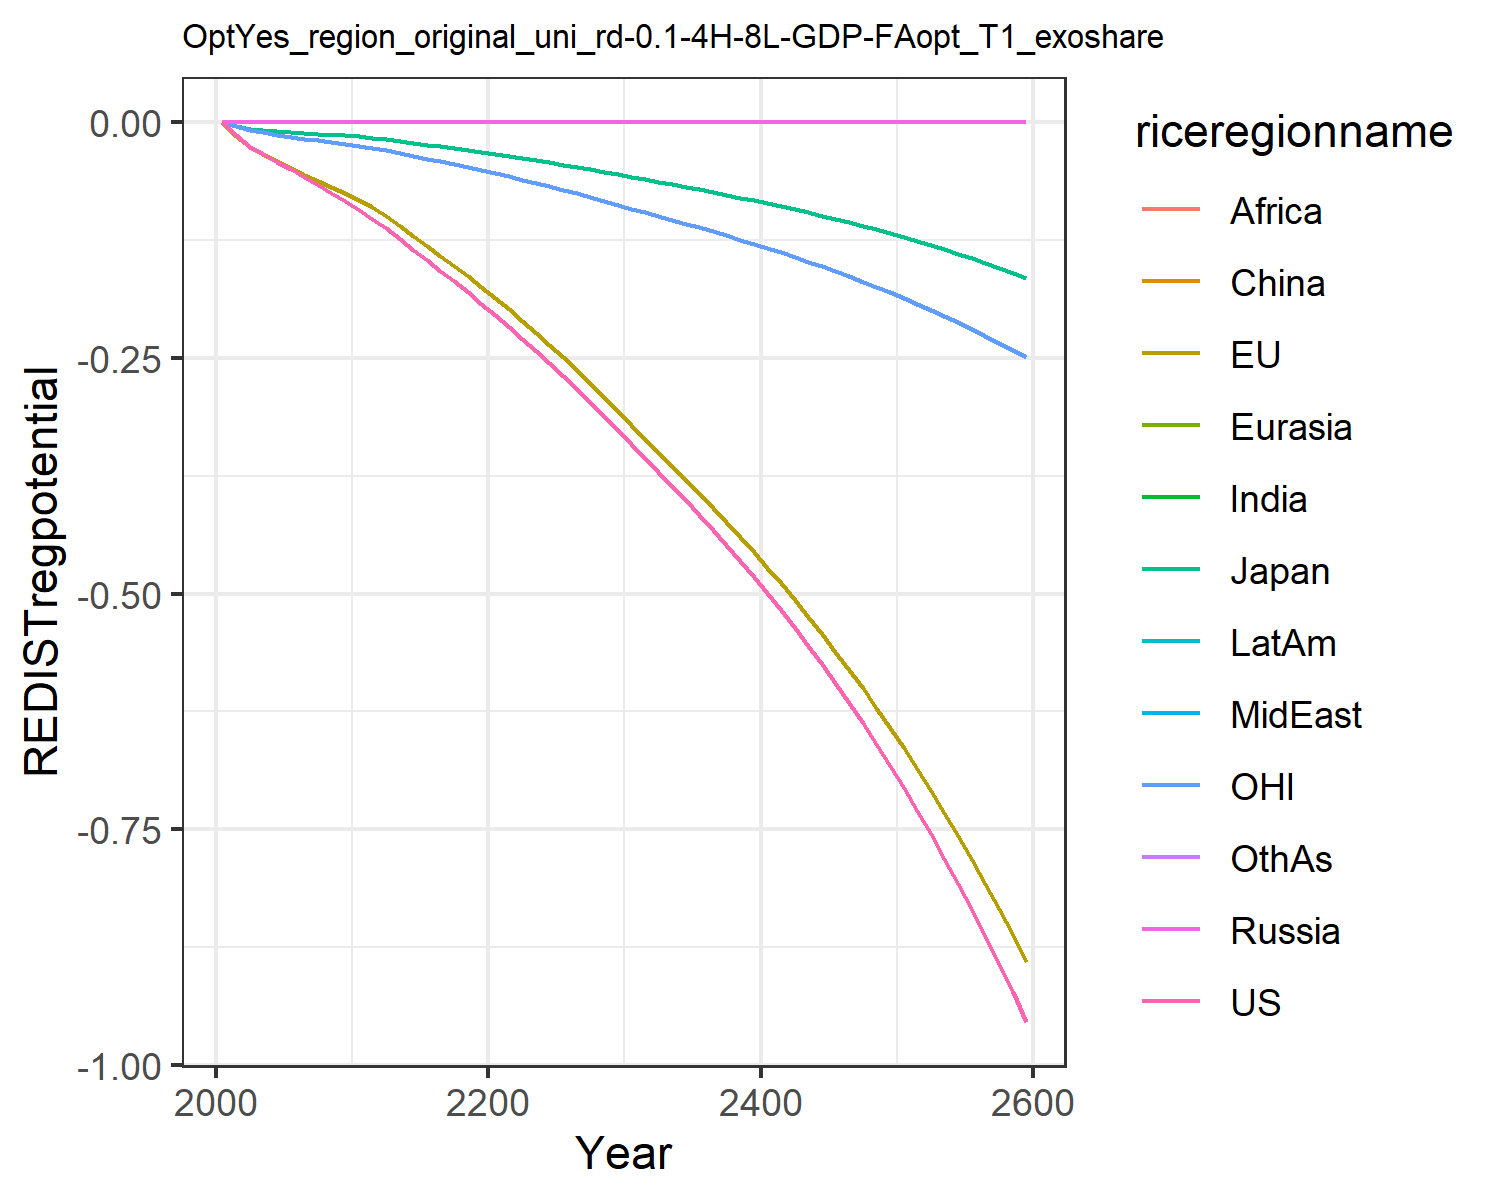 OptYes_region_original_uni_rd-0.1-4H-8L-GDP-FAopt_T1_exoshare
REDISTregpotential
0.00
-0.25
-0.50
-0.75
-1.00
2000 2200 2400 2600
Year
riceregionname
Africa
China
EU
Eurasia
India
Japan
LatAm
MidEast
OHI
OthAs
Russia
US